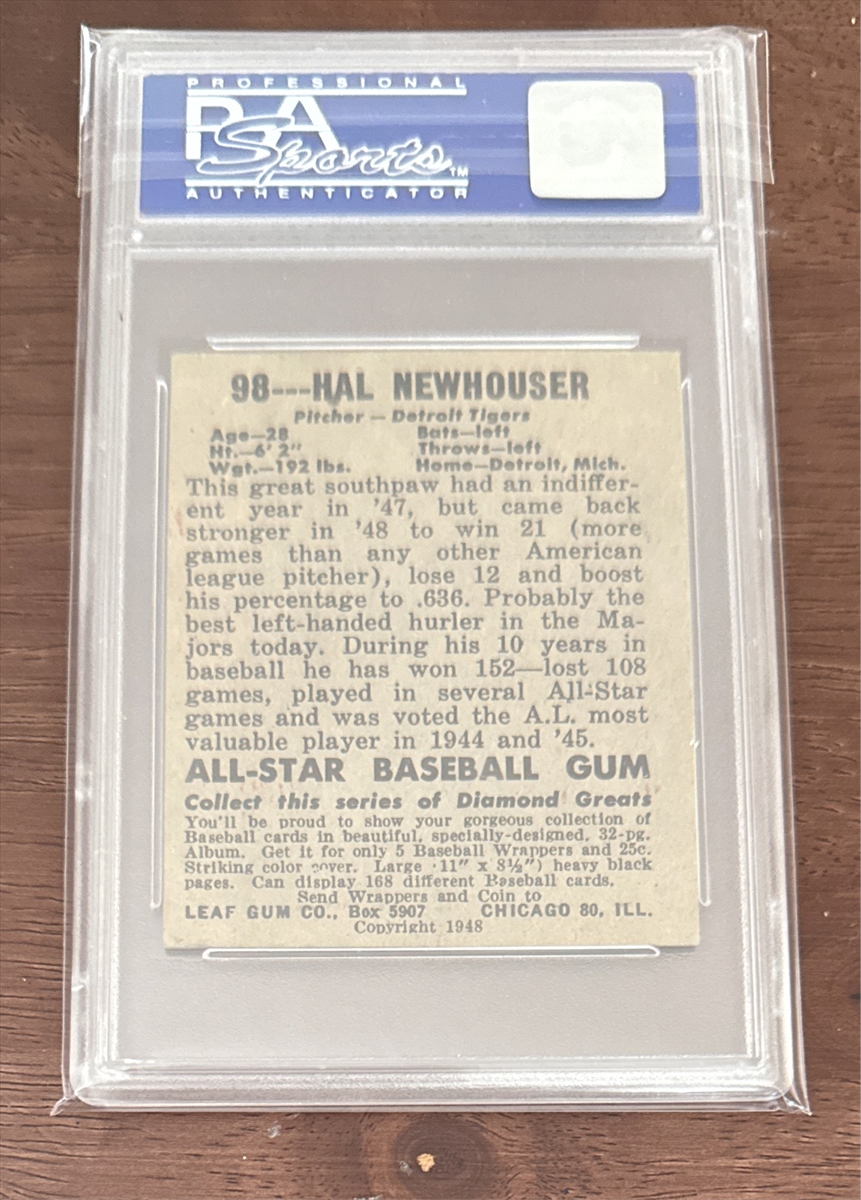 PROFESSIONAL
PSA
Sports™
AUTHENTICATOR
98---HAL NEWHOUSER
Pitcher — Detroit Tigers
Age—28 Bats—left
Ht.—6' 2" Throws—left
Wgt.—192 lbs. Home—Detroit, Mich.
This great southpaw had an indiffer-
ent year in '47, but came back
stronger in '48 to win 21 (more
games than any other American
league pitcher), lose 12 and boost
his percentage to .636. Probably the
best left-handed hurler in the Ma-
jors today. During his 10 years in
baseball he has won 152—lost 108
games, played in several All-Star
games and was voted the A.L. most
valuable player in 1944 and '45.
ALL-STAR BASEBALL GUM
Collect this series of Diamond Greats
You'll be proud to show your gorgeous collection of
Baseball cards in beautiful, specially-designed, 32-pg.
Album. Get it for only 5 Baseball Wrappers and 25c.
Striking color cover. Large 11" x 8½") heavy black
pages. Can display 168 different Baseball cards.
Send Wrappers and Coin to
LEAF GUM CO., Box 5907 CHICAGO 80, ILL.
Copyright 1948